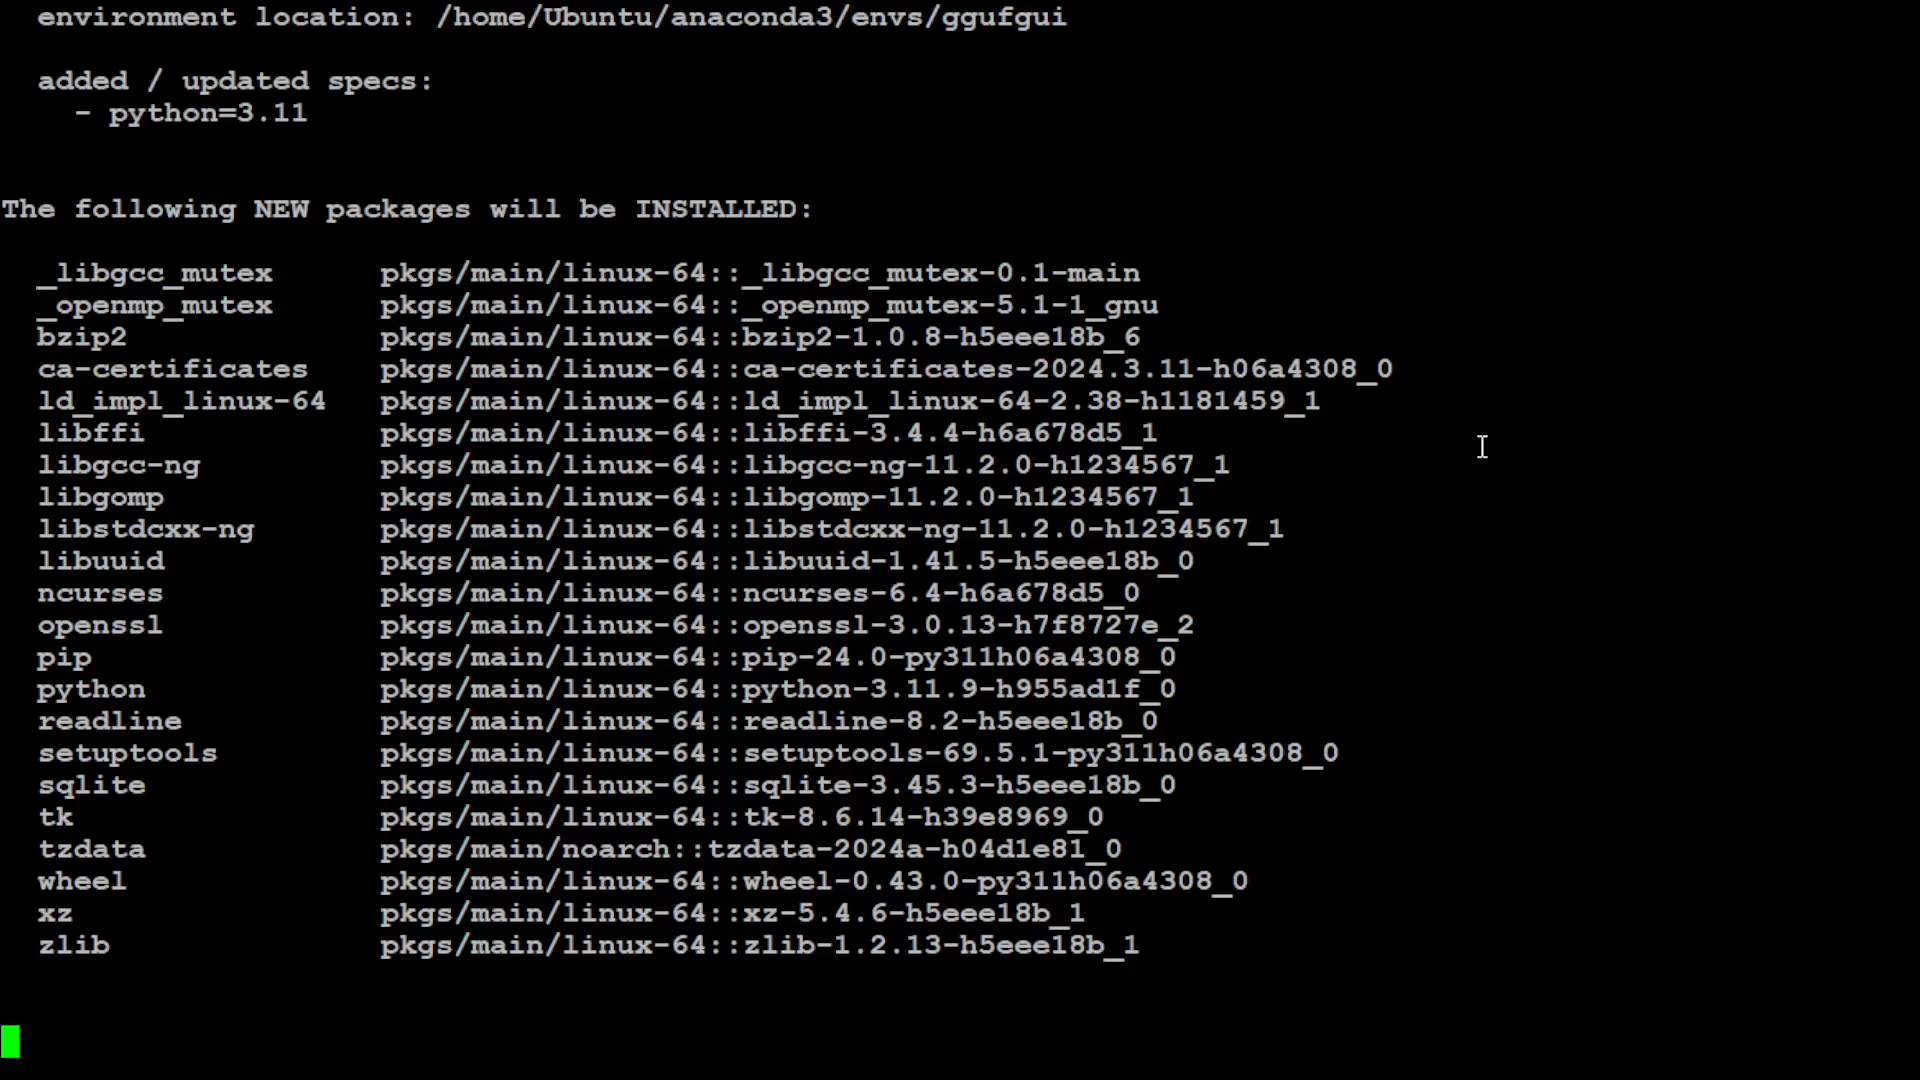 environment location: /home/Ubuntu/anaconda3/envs/ggufgui
added / updated specs:
- python=3.11
The following NEW packages will be INSTALLED:
_libgcc_mutex pkgs/main/linux-64::_libgcc_mutex-0.1-main
_openmp_mutex pkgs/main/linux-64::_openmp_mutex-5.1-1_gnu
bzip2 pkgs/main/linux-64::bzip2-1.0.8-h5eee18b_6
ca-certificates pkgs/main/linux-64::ca-certificates-2024.3.11-h06a4308_0
ld_impl_linux-64 pkgs/main/linux-64::ld_impl_linux-64-2.38-h1181459_1
libffi pkgs/main/linux-64::libffi-3.4.4-h6a678d5_1
libgcc-ng pkgs/main/linux-64::libgcc-ng-11.2.0-h1234567_1
libgomp pkgs/main/linux-64::libgomp-11.2.0-h1234567_1
libstdcxx-ng pkgs/main/linux-64::libstdcxx-ng-11.2.0-h1234567_1
libuuid pkgs/main/linux-64::libuuid-1.41.5-h5eee18b_0
ncurses pkgs/main/linux-64::ncurses-6.4-h6a678d5_0
openssl pkgs/main/linux-64::openssl-3.0.13-h7f8727e_2
pip pkgs/main/linux-64::pip-24.0-py311h06a4308_0
python pkgs/main/linux-64::python-3.11.9-h955ad1f_0
readline pkgs/main/linux-64::readline-8.2-h5eee18b_0
setuptools pkgs/main/linux-64::setuptools-69.5.1-py311h06a4308_0
sqlite pkgs/main/linux-64::sqlite-3.45.3-h5eee18b_0
tk pkgs/main/linux-64::tk-8.6.14-h39e8969_0
tzdata pkgs/main/noarch::tzdata-2024a-h04d1e81_0
wheel pkgs/main/linux-64::wheel-0.43.0-py311h06a4308_0
xz pkgs/main/linux-64::xz-5.4.6-h5eee18b_1
zlib pkgs/main/linux-64::zlib-1.2.13-h5eee18b_1